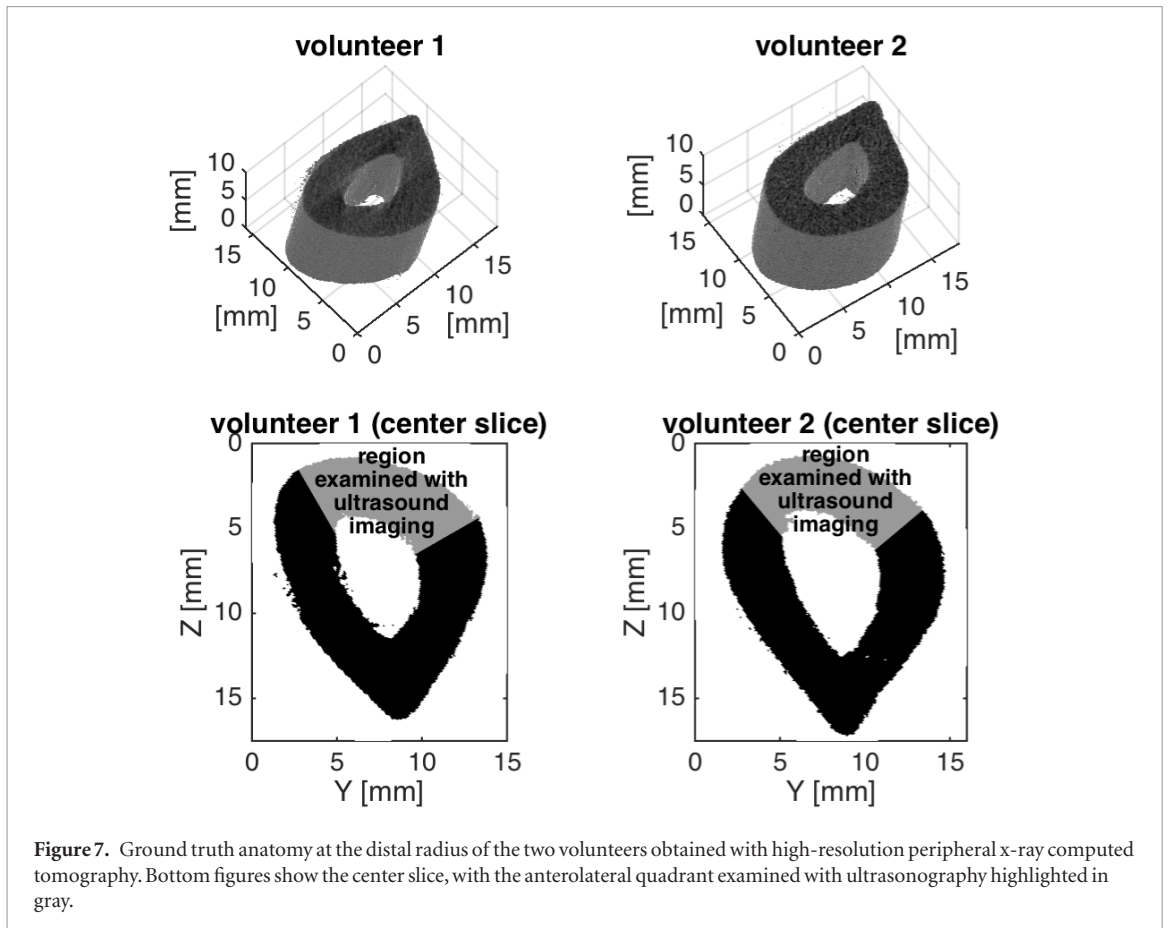 volunteer 1
volunteer 2
10
5
0
[mm]
15
10
5
0
[mm]
0
5
10
15
[mm]
10
5
0
[mm]
15
10
5
0
[mm]
0
5
10
15
[mm]
volunteer 1 (center slice)
region
examined with
ultrasound
imaging
0
5
10
15
Z [mm]
0
5
10
15
Y [mm]
volunteer 2 (center slice)
region
examined with
ultrasound
imaging
0
5
10
15
Z [mm]
0
5
10
15
Y [mm]
Figure 7. Ground truth anatomy at the distal radius of the two volunteers obtained with high-resolution peripheral x-ray computed
tomography. Bottom figures show the center slice, with the anterolateral quadrant examined with ultrasonography highlighted in
gray.